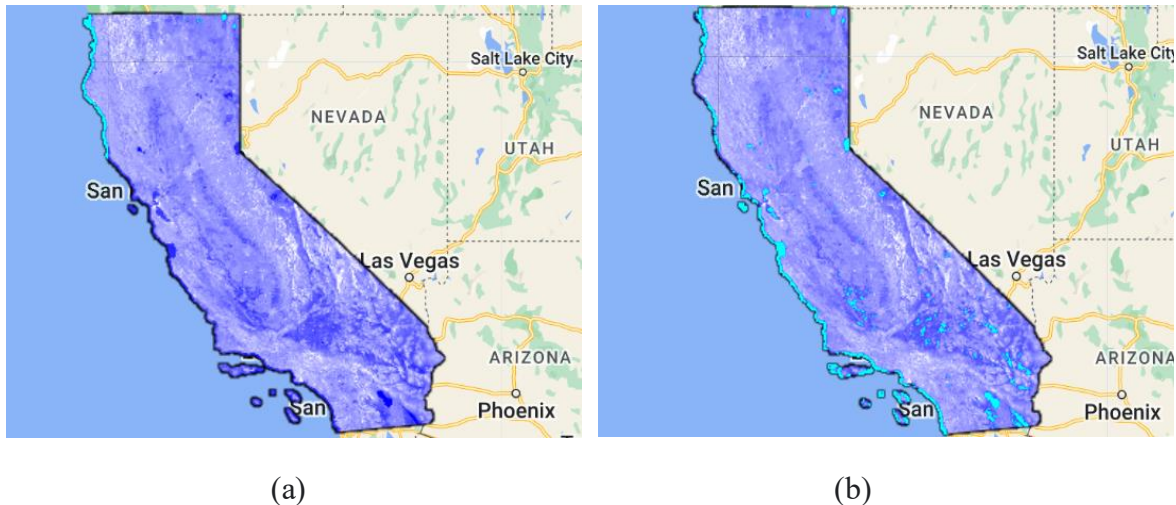 Salt Lake City
NEVADA
UTAH
San
Las Vegas
ARIZONA
San
Phoenix
Salt Lake City
NEVADA
UTAH
San
Las Vegas
ARIZONA
San
Phoenix
(a)
(b)